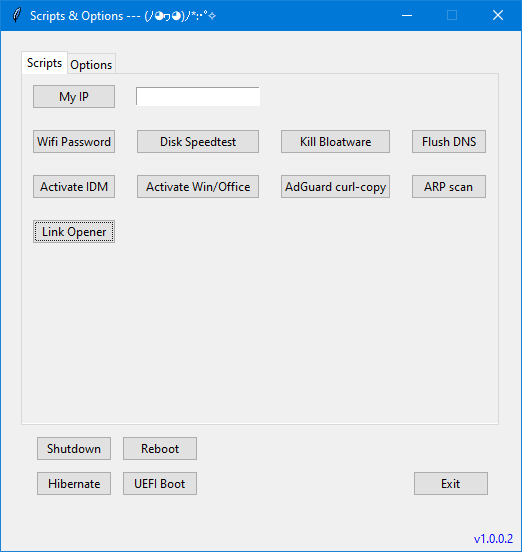 Scripts & Options --- (ﾉ◕ヮ◕)ﾉ*:･ﾟ✧
Scripts Options
My IP
Wifi Password Disk Speedtest Kill Bloatware Flush DNS
Activate IDM Activate Win/Office AdGuard curl-copy ARP scan
Link Opener
Shutdown Reboot
Hibernate UEFI Boot Exit
v1.0.0.2